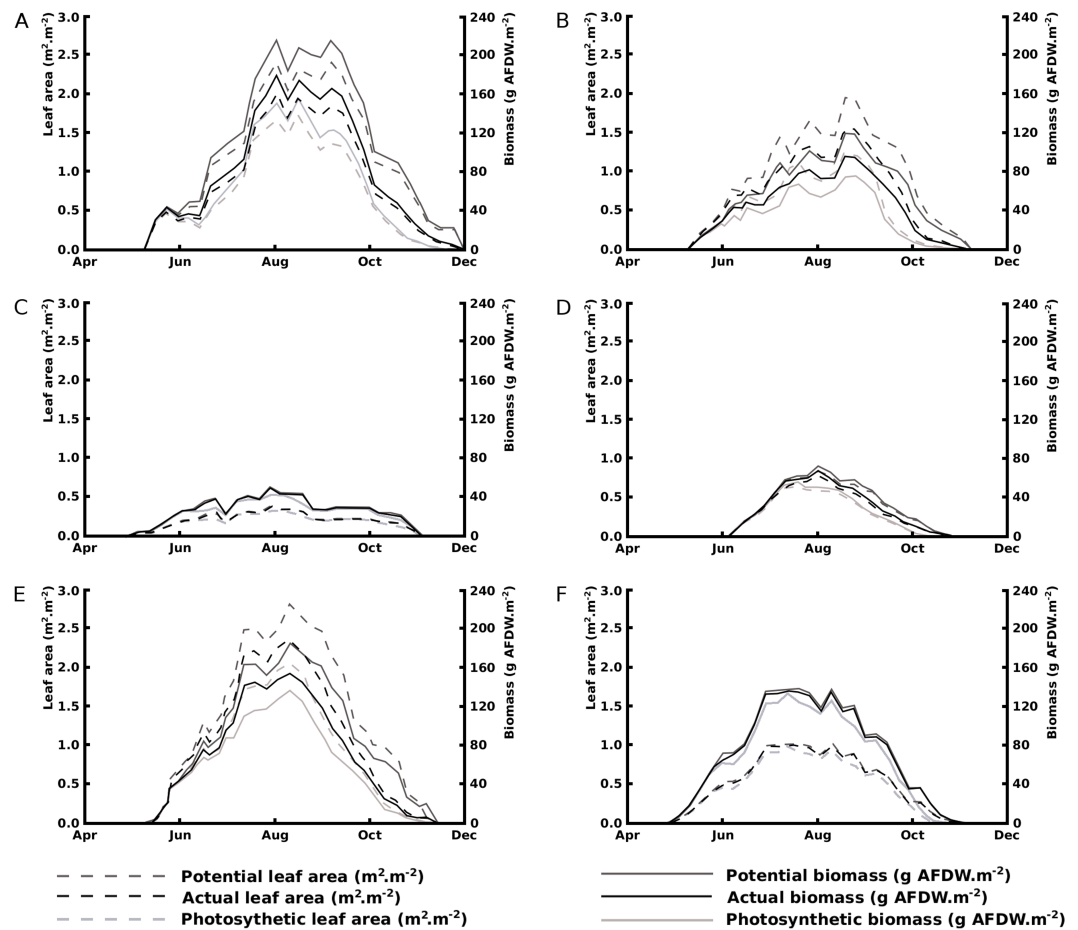 A
Leaf area (m².m⁻²)
3.0
2.5
2.0
1.5
1.0
0.5
0.0
Apr Jun Aug Oct Dec
240
200
160
120
80
40
0
Biomass (g AFDW.m⁻²)
B
Leaf area (m².m⁻²)
3.0
2.5
2.0
1.5
1.0
0.5
0.0
Apr Jun Aug Oct Dec
240
200
160
120
80
40
0
Biomass (g AFDW.m⁻²)
C
Leaf area (m².m⁻²)
3.0
2.5
2.0
1.5
1.0
0.5
0.0
Apr Jun Aug Oct Dec
240
200
160
120
80
40
0
Biomass (g AFDW.m⁻²)
D
Leaf area (m².m⁻²)
3.0
2.5
2.0
1.5
1.0
0.5
0.0
Apr Jun Aug Oct Dec
240
200
160
120
80
40
0
Biomass (g AFDW.m⁻²)
E
Leaf area (m².m⁻²)
3.0
2.5
2.0
1.5
1.0
0.5
0.0
Apr Jun Aug Oct Dec
240
200
160
120
80
40
0
Biomass (g AFDW.m⁻²)
F
Leaf area (m².m⁻²)
3.0
2.5
2.0
1.5
1.0
0.5
0.0
Apr Jun Aug Oct Dec
240
200
160
120
80
40
0
Biomass (g AFDW.m⁻²)
Potential leaf area (m².m⁻²)
Actual leaf area (m².m⁻²)
Photosythetic leaf area (m².m⁻²)
Potential biomass (g AFDW.m⁻²)
Actual biomass (g AFDW.m⁻²)
Photosynthetic biomass (g AFDW.m⁻²)